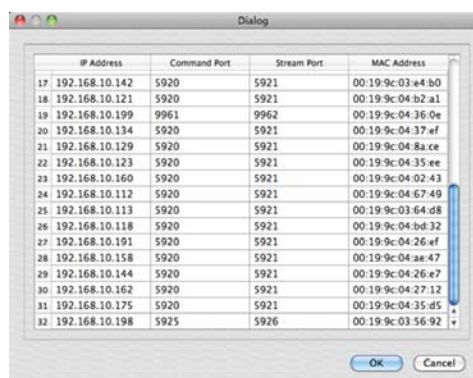 Dialog
IP Address Command Port Stream Port MAC Address
17 192.168.10.142 5920 5921 00:19:9c:03:e4:b0
18 192.168.10.121 5920 5921 00:19:9c:04:b2:a1
19 192.168.10.199 9961 9962 00:19:9c:04:36:0e
20 192.168.10.134 5920 5921 00:19:9c:04:37:ef
21 192.168.10.129 5920 5921 00:19:9c:04:8a:ce
22 192.168.10.123 5920 5921 00:19:9c:04:35:ee
23 192.168.10.160 5920 5921 00:19:9c:04:02:43
24 192.168.10.112 5920 5921 00:19:9c:04:67:49
25 192.168.10.113 5920 5921 00:19:9c:03:64:d8
26 192.168.10.118 5920 5921 00:19:9c:04:bd:32
27 192.168.10.191 5920 5921 00:19:9c:04:26:ef
28 192.168.10.158 5920 5921 00:19:9c:04:ae:47
29 192.168.10.144 5920 5921 00:19:9c:04:26:e7
30 192.168.10.162 5920 5921 00:19:9c:04:27:12
31 192.168.10.175 5920 5921 00:19:9c:04:35:d5
32 192.168.10.198 5925 5926 00:19:9c:03:56:92
OK Cancel